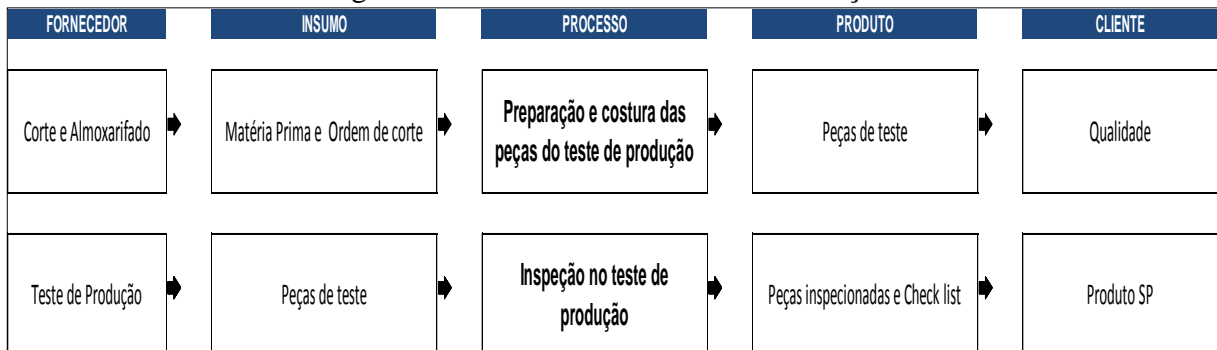 FORNECEDOR INSUMO PROCESSO PRODUTO CLIENTE
Corte e Almoxarifado
Matéria Prima e Ordem de corte
Preparação e costura das
peças do teste de produção
Peças de teste
Qualidade
Teste de Produção
Peças de teste
Inspeção no teste de
produção
Peças inspecionadas e Check list
Produto SP